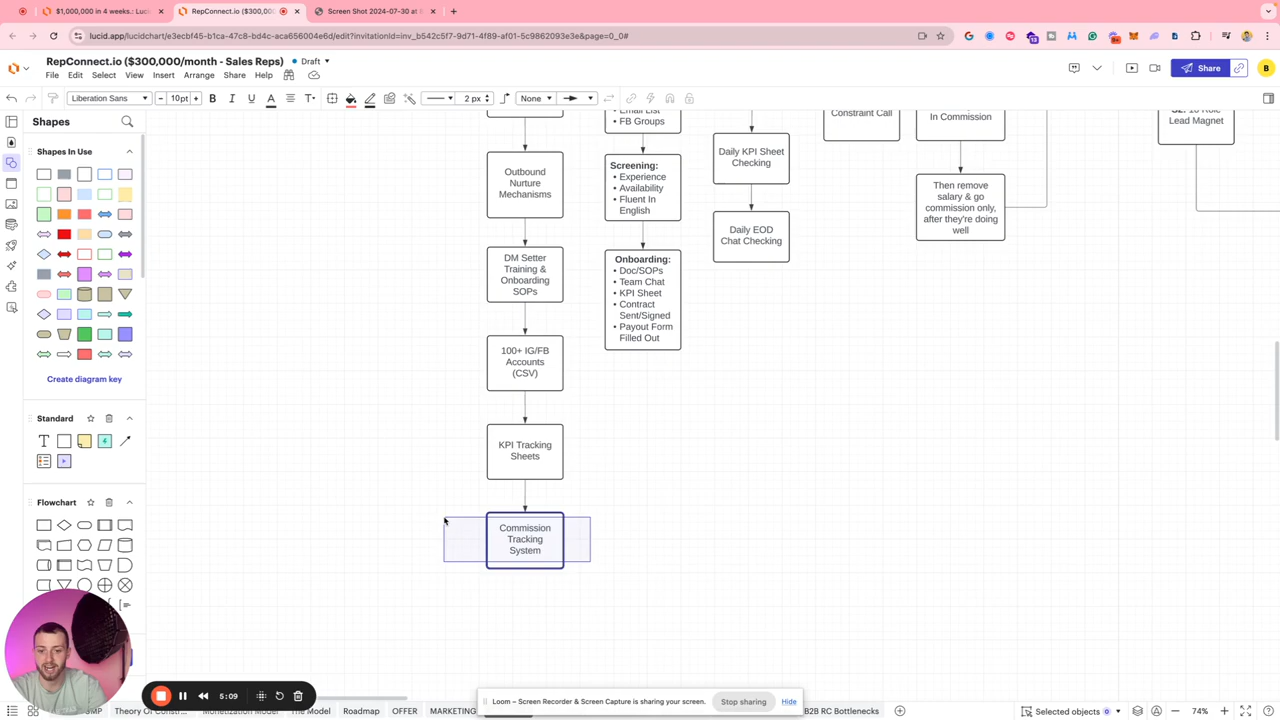 $1,000,000 in 4 weeks.:
RepConnect.io ($300,000
Screen Shot 2024-07-30 at
lucid.app/lucidchart/e3ecbf45-b1ca-47c8-bd4c-aca656004e6d/edit?invitationId=inv_b542c5f7-9d71-4f89-af01-5c9862093e3e&page=0_0#
RepConnect.io ($300,000/month - Sales Reps)
Draft
File Edit Select View Insert Arrange Share Help
Share
B
Liberation Sans
10pt
2 px
None
Shapes
Shapes In Use
Create diagram key
Standard
Flowchart
Outbound
Nurture
Mechanisms
DM Setter
Training &
Onboarding
SOPs
100+ IG/FB
Accounts
(CSV)
KPI Tracking
Sheets
Commission
Tracking
System
• Email List
• FB Groups
Screening:
• Experience
• Availability
• Fluent In
English
Onboarding:
• Doc/SOPs
• Team Chat
• KPI Sheet
• Contract
Sent/Signed
• Payout Form
Filled Out
Daily KPI Sheet
Checking
Daily EOD
Chat Checking
Constraint Call
In Commission
Then remove
salary & go
commission only,
after they're doing
well
Lead Magnet
5:09
Loom – Screen Recorder & Screen Capture is sharing your screen.
Stop sharing
Hide
Theory Of Constr
Monetization Model
The Model
Roadmap
OFFER
MARKETING
B2B RC Bottlenecks
Selected objects
0
74%